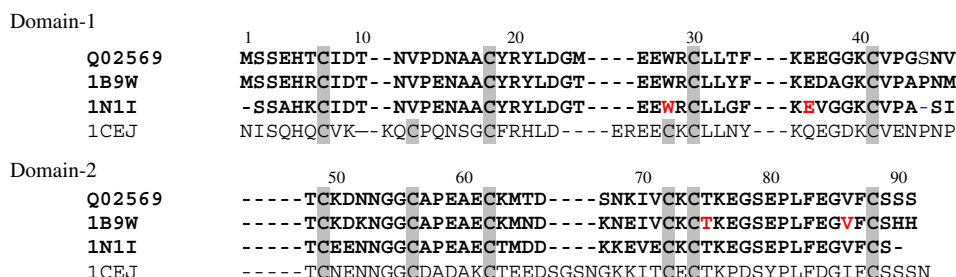 Domain-1
1 10 20 30 40
Q02569 MSSEHTCIDT--NVPDNAACYRYLDGM----EEWRCLLTF---KEEGGKCVPGSNV
1B9W MSSEHRCIDT--NVPENAACYRYLDGT----EEWRCLLYF---KEDAGKCVPAPNM
1N1I -SSAHKCIDT--NVPENAACYRYLDGT----EEWRCLLGF---KEVGGKCVPA-SI
1CEJ NISQHQCVK—-KQCPQNSGCFRHLD----EREECKCLLNY---KQEGDKCVENPNP
Domain-2
50 60 70 80 90
Q02569 -----TCKDNNGGCAPEAECKMTD----SNKIVCKCTKEGSEPLFEGVFCSSS
1B9W -----TCKDKNGGCAPEAECKMND----KNEIVCKCTKEGSEPLFEGVFCSHH
1N1I -----TCEENNGGCAPEAECTMDD----KKEVECKCTKEGSEPLFEGVFCS-
1CEJ -----TCNENNGGCDADAKCTEEDSGSNGKKITCECTKPDSYPLFDGIFCSSSN